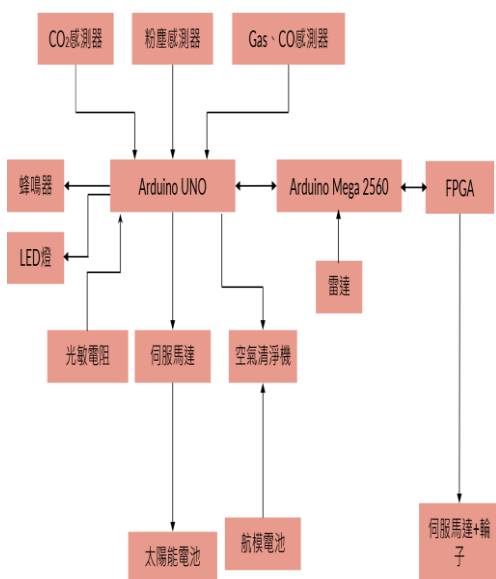 CO₂感測器
粉塵感測器
Gas、CO感測器
蜂鳴器
Arduino UNO
Arduino Mega 2560
FPGA
LED燈
雷達
光敏電阻
伺服馬達
空氣清淨機
太陽能電池
航模電池
伺服馬達+輪
子